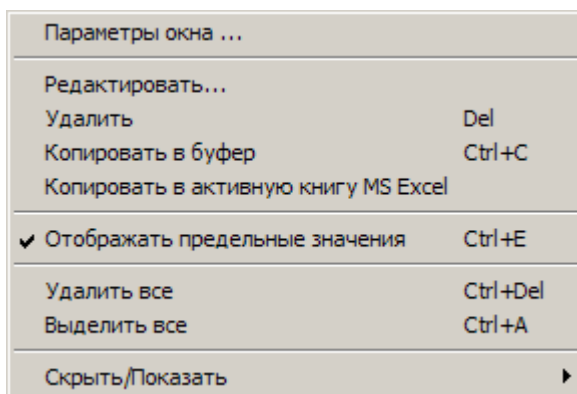 Параметры окна ...
Редактировать...
Удалить Del
Копировать в буфер Ctrl+C
Копировать в активную книгу MS Excel
Отображать предельные значения Ctrl+E
Удалить все Ctrl+Del
Выделить все Ctrl+A
Скрыть/Показать